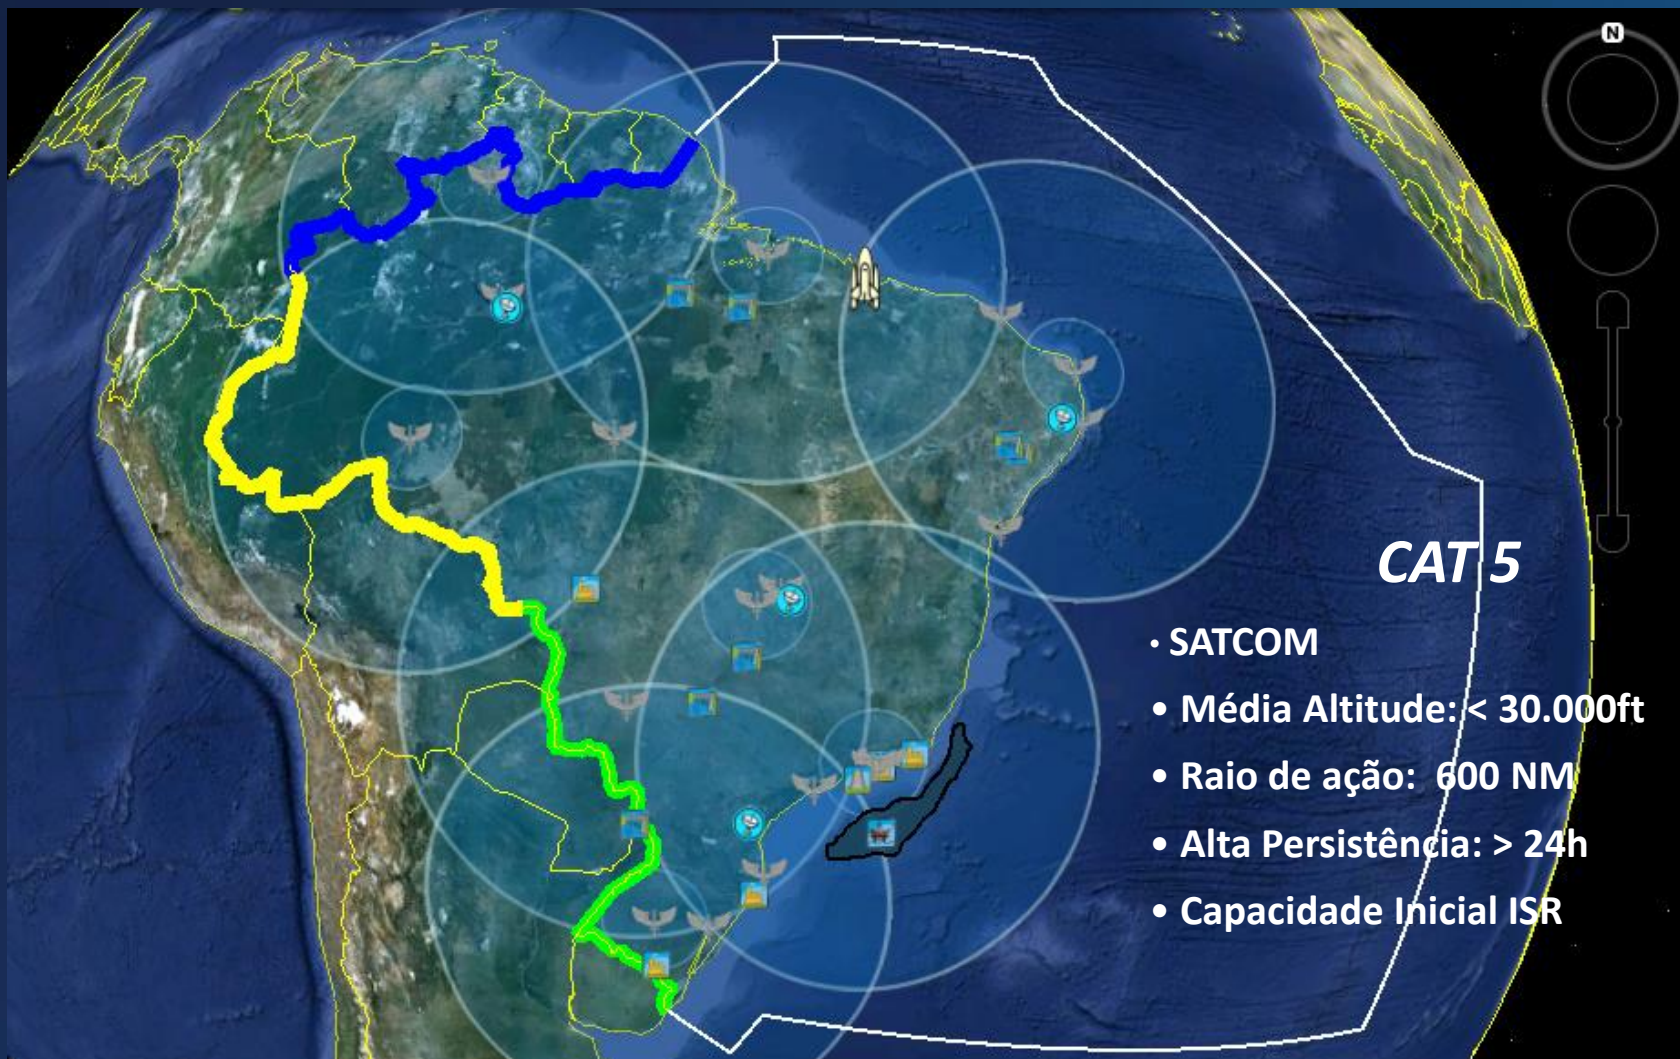 N
CAT 5
• SATCOM
• Média Altitude: < 30.000ft
• Raio de ação: 600 NM
• Alta Persistência: > 24h
• Capacidade Inicial ISR